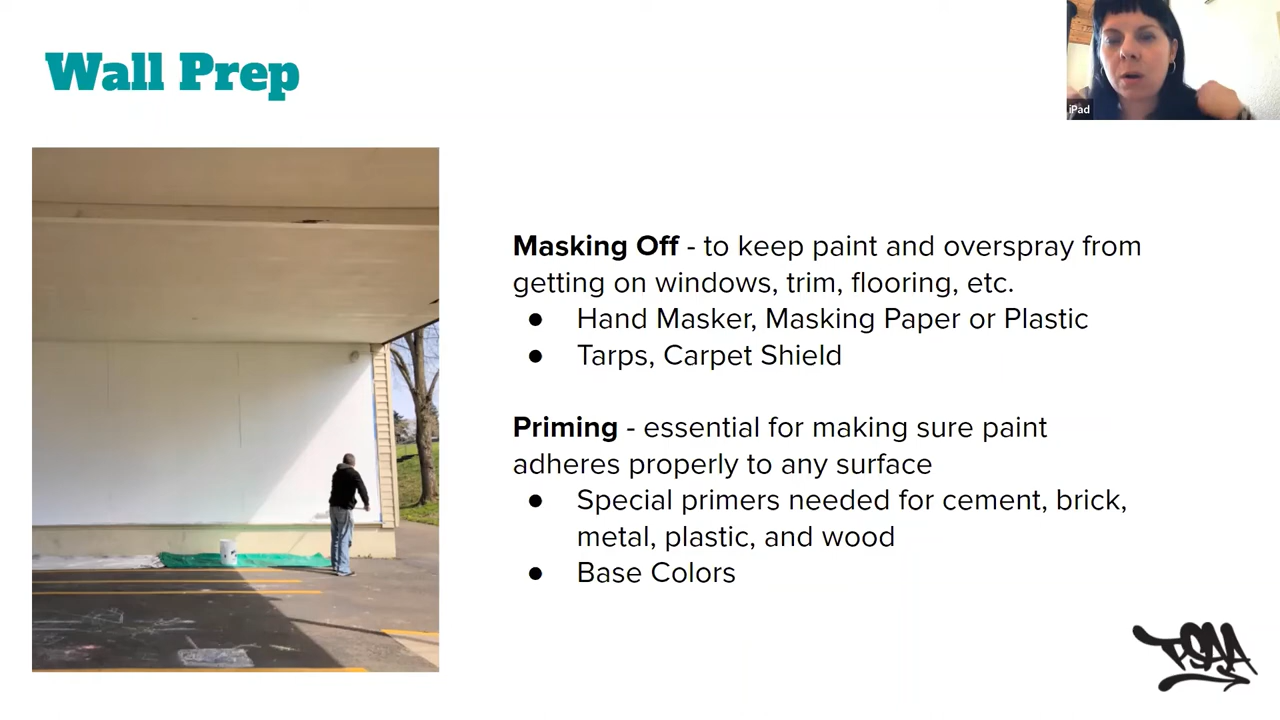 Wall Prep
iPad
Masking Off - to keep paint and overspray from
getting on windows, trim, flooring, etc.
● Hand Masker, Masking Paper or Plastic
● Tarps, Carpet Shield
Priming - essential for making sure paint
adheres properly to any surface
● Special primers needed for cement, brick,
metal, plastic, and wood
● Base Colors
PSAA